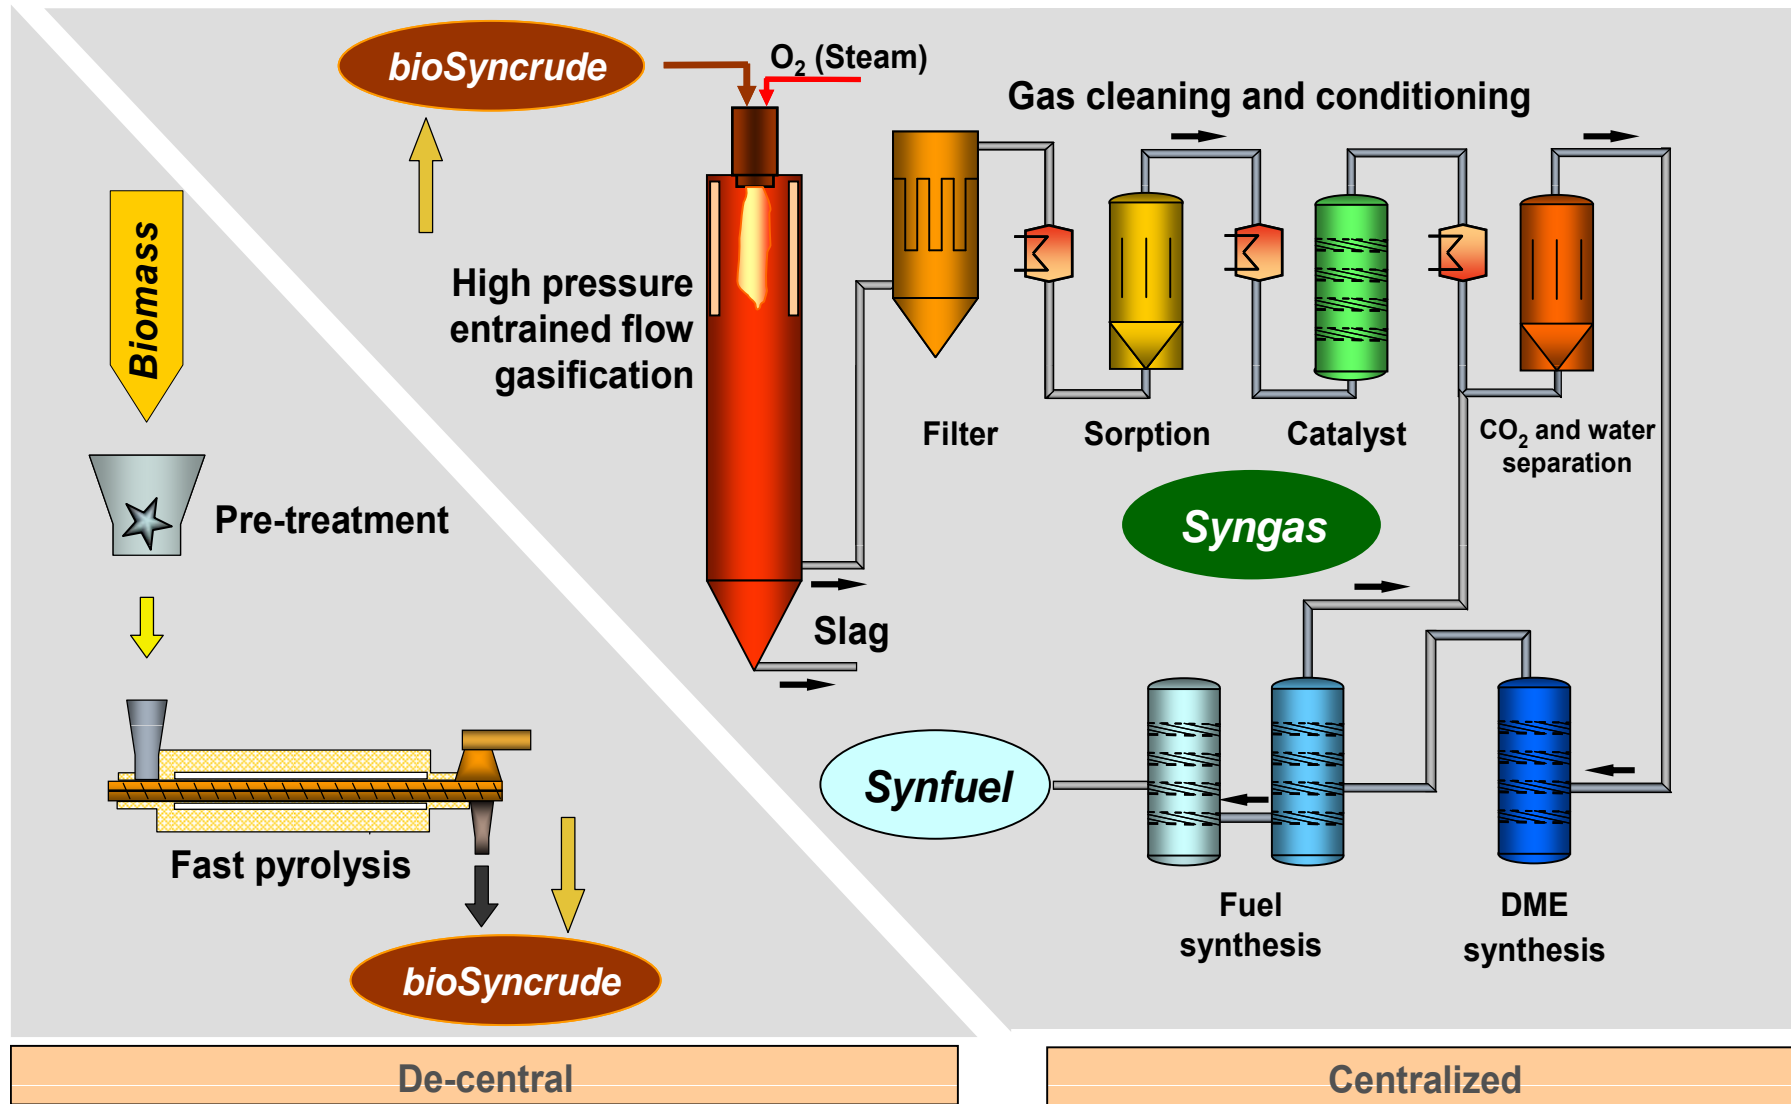 bioSyncrude
O2 (Steam)
Gas cleaning and conditioning
Biomass
High pressure
entrained flow
gasification
Filter
Sorption
Catalyst
CO2 and water
separation
Pre-treatment
Syngas
Slag
Synfuel
Fast pyrolysis
Fuel
synthesis
DME
synthesis
bioSyncrude
De-central
Centralized